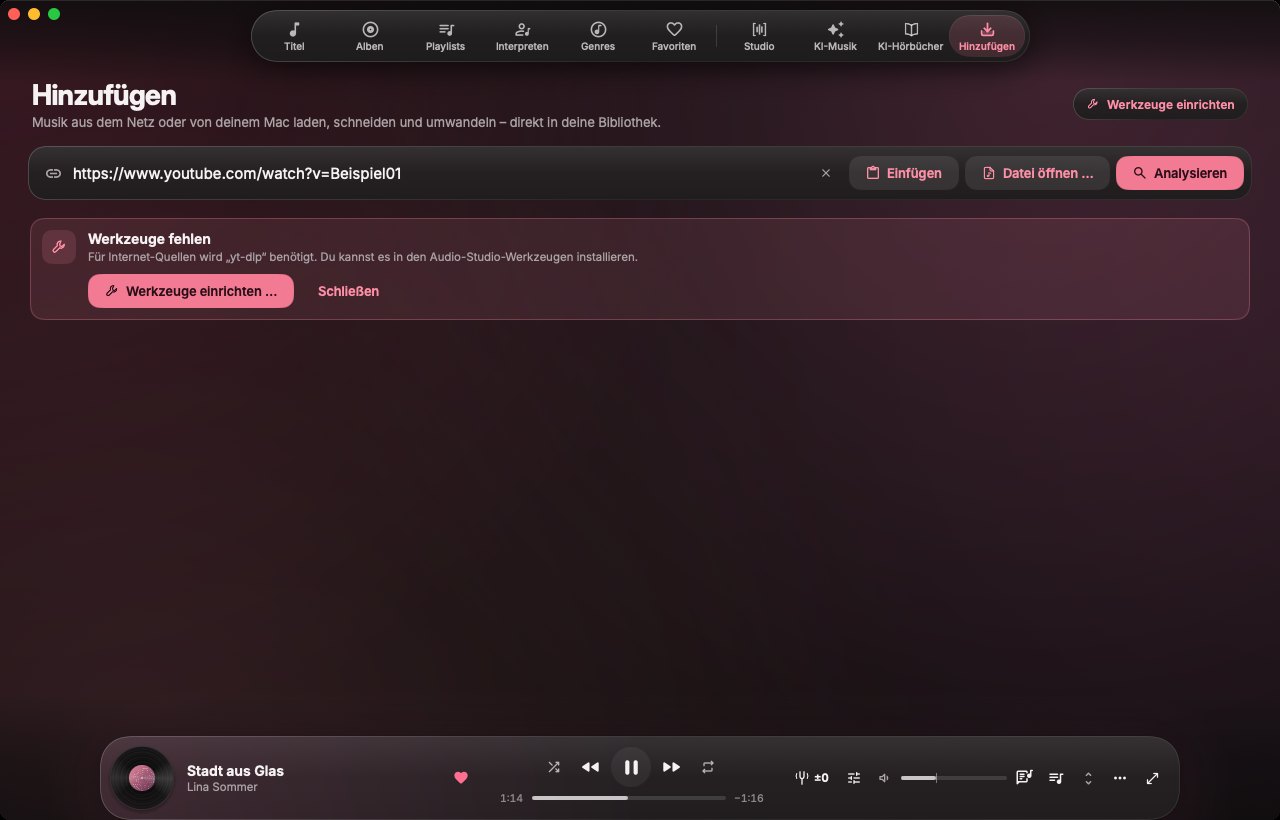 Titel
Alben
Playlists
Interpreten
Genres
Favoriten
Studio
KI-Musik
KI-Hörbücher
Hinzufügen
Hinzufügen
Musik aus dem Netz oder von deinem Mac laden, schneiden und umwandeln – direkt in deine Bibliothek.
Werkzeuge einrichten
https://www.youtube.com/watch?v=Beispiel01
Einfügen
Datei öffnen ...
Analysieren
Werkzeuge fehlen
Für Internet-Quellen wird „yt-dlp“ benötigt. Du kannst es in den Audio-Studio-Werkzeugen installieren.
Werkzeuge einrichten ...
Schließen
Stadt aus Glas
Lina Sommer
1:14
−1:16
±0